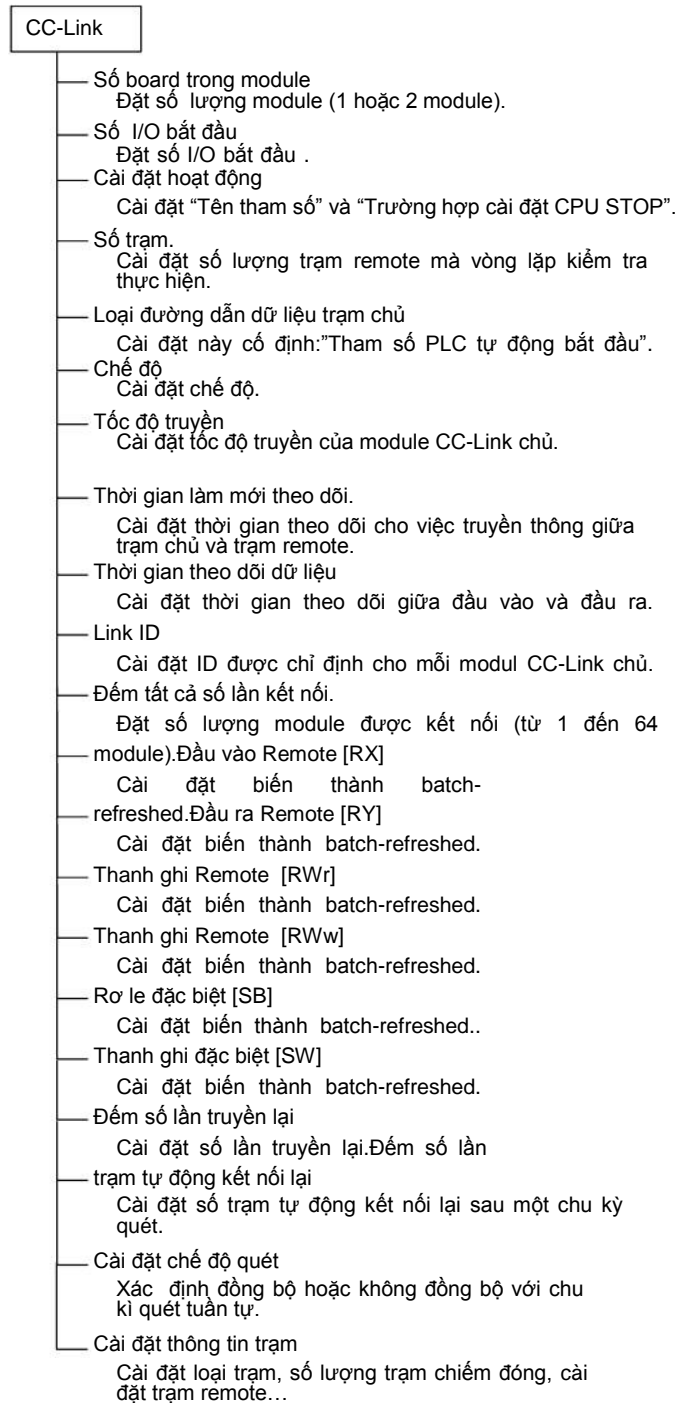 CC-Link
Số board trong module
Đặt số lượng module (1 hoặc 2 module).
Số I/O bắt đầu
Đặt số I/O bắt đầu .
Cài đặt hoạt động
Cài đặt “Tên tham số” và “Trường hợp cài đặt CPU STOP”.
Số trạm.
Cài đặt số lượng trạm remote mà vòng lặp kiểm tra
thực hiện.
Loại đường dẫn dữ liệu trạm chủ
Cài đặt này cố định:”Tham số PLC tự động bắt đầu”.
Chế độ
Cài đặt chế độ.
Tốc độ truyền
Cài đặt tốc độ truyền của module CC-Link chủ.
Thời gian làm mới theo dõi.
Cài đặt thời gian theo dõi cho việc truyền thông giữa
trạm chủ và trạm remote.
Thời gian theo dõi dữ liệu
Cài đặt thời gian theo dõi giữa đầu vào và đầu ra.
Link ID
Cài đặt ID được chỉ định cho mỗi modul CC-Link chủ.
Đếm tất cả số lần kết nối.
Đặt số lượng module được kết nối (từ 1 đến 64
module).Đầu vào Remote [RX]
Cài đặt biến thành batch-
refreshed.Đầu ra Remote [RY]
Cài đặt biến thành batch-refreshed.
Thanh ghi Remote [RWr]
Cài đặt biến thành batch-refreshed.
Thanh ghi Remote [RWw]
Cài đặt biến thành batch-refreshed.
Rơ le đặc biệt [SB]
Cài đặt biến thành batch-refreshed..
Thanh ghi đặc biệt [SW]
Cài đặt biến thành batch-refreshed.
Đếm số lần truyền lại
Cài đặt số lần truyền lại.Đếm số lần
trạm tự động kết nối lại
Cài đặt số trạm tự động kết nối lại sau một chu kỳ
quét.
Cài đặt chế độ quét
Xác định đồng bộ hoặc không đồng bộ với chu
kì quét tuần tự.
Cài đặt thông tin trạm
Cài đặt loại trạm, số lượng trạm chiếm đóng, cài
đặt trạm remote…